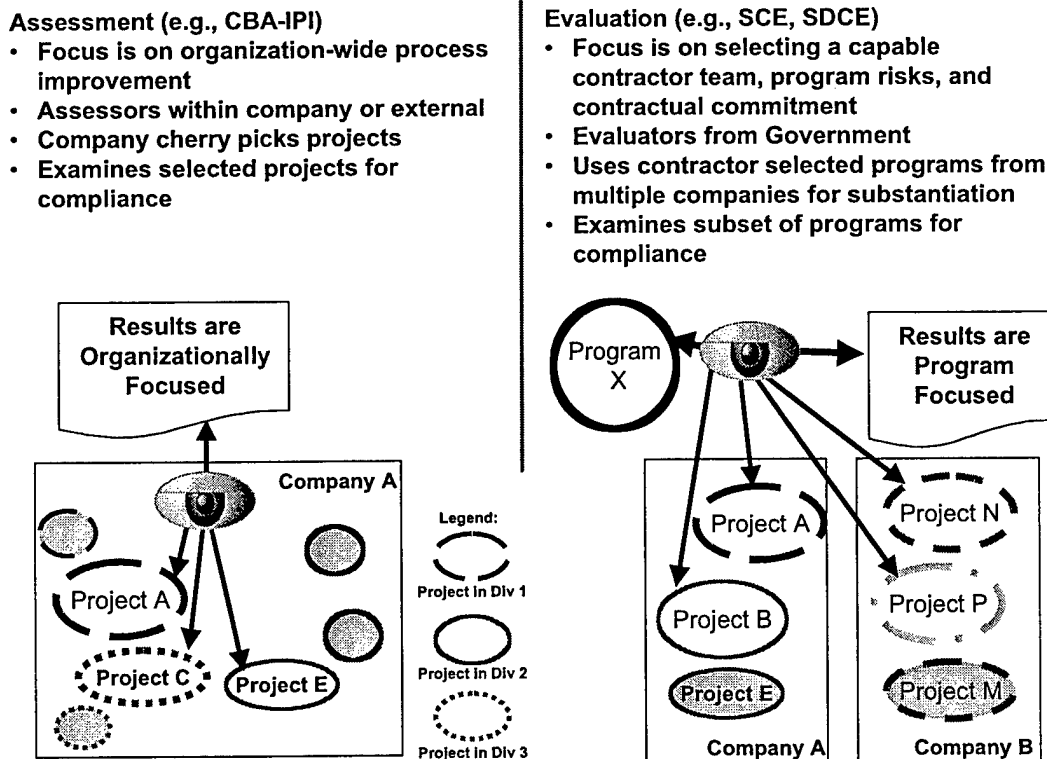 Assessment (e.g., CBA-IPI)
• Focus is on organization-wide process
improvement
• Assessors within company or external
• Company cherry picks projects
• Examines selected projects for
compliance
Results are
Organizationally
Focused
Company A
Project A
Project C
Project E
Legend:
Project in Div 1
Project in Div 2
Project in Div 3
Evaluation (e.g., SCE, SDCE)
• Focus is on selecting a capable
contractor team, program risks, and
contractual commitment
• Evaluators from Government
• Uses contractor selected programs from
multiple companies for substantiation
• Examines subset of programs for
compliance
Program
X
Results are
Program
Focused
Project A
Project B
Project E
Company A
Project N
Project P
Project M
Company B